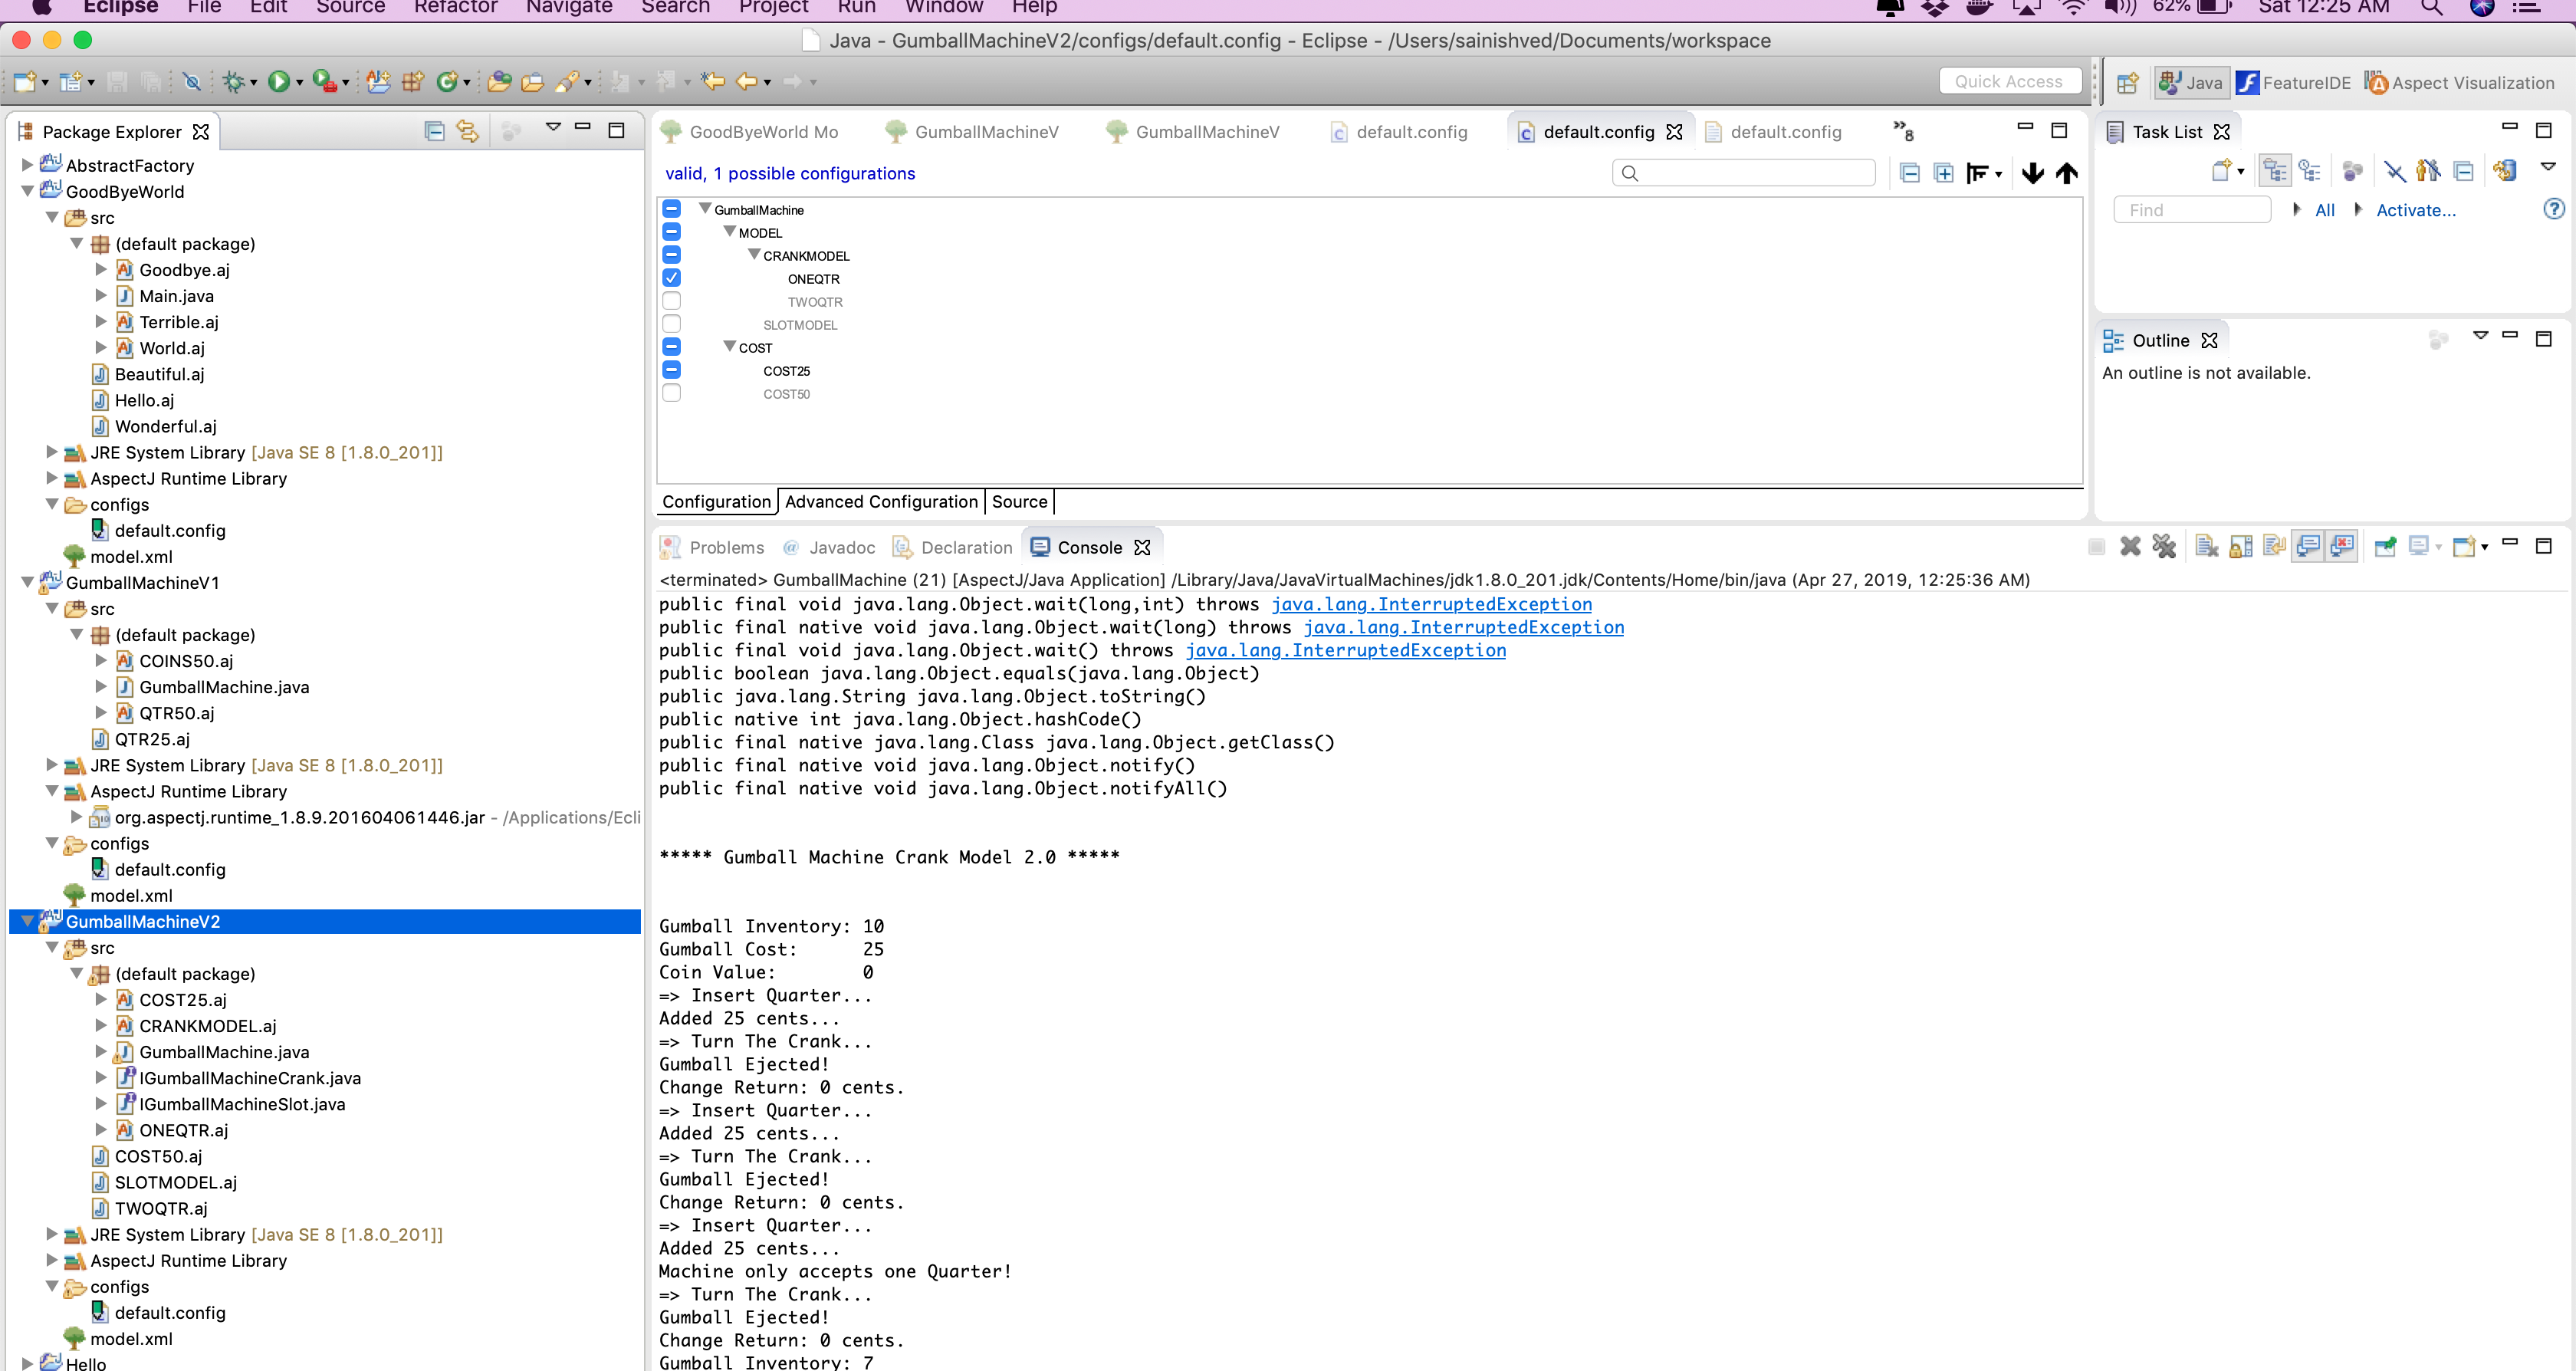 Eclipse File Edit Source Refactor Navigate Search Project Run Window Help 62% Sat 12:25 AM
Java - GumballMachineV2/configs/default.config - Eclipse - /Users/sainishved/Documents/workspace
Quick Access Java FeatureIDE Aspect Visualization
Package Explorer
AbstractFactory
GoodByeWorld
src
(default package)
Goodbye.aj
Main.java
Terrible.aj
World.aj
Beautiful.aj
Hello.aj
Wonderful.aj
JRE System Library [Java SE 8 [1.8.0_201]]
AspectJ Runtime Library
configs
default.config
model.xml
GumballMachineV1
src
(default package)
COINS50.aj
GumballMachine.java
QTR50.aj
QTR25.aj
JRE System Library [Java SE 8 [1.8.0_201]]
AspectJ Runtime Library
org.aspectj.runtime_1.8.9.201604061446.jar - /Applications/Ecli
configs
default.config
model.xml
GumballMachineV2
src
(default package)
COST25.aj
CRANKMODEL.aj
GumballMachine.java
IGumballMachineCrank.java
IGumballMachineSlot.java
ONEQTR.aj
COST50.aj
SLOTMODEL.aj
TWOQTR.aj
JRE System Library [Java SE 8 [1.8.0_201]]
AspectJ Runtime Library
configs
default.config
model.xml
Hello
GoodByeWorld Mo GumballMachineV GumballMachineV default.config default.config default.config »8
valid, 1 possible configurations
GumballMachine
MODEL
CRANKMODEL
ONEQTR
TWOQTR
SLOTMODEL
COST
COST25
COST50
Configuration Advanced Configuration Source
Problems Javadoc Declaration Console
<terminated> GumballMachine (21) [AspectJ/Java Application] /Library/Java/JavaVirtualMachines/jdk1.8.0_201.jdk/Contents/Home/bin/java (Apr 27, 2019, 12:25:36 AM)
public final void java.lang.Object.wait(long,int) throws java.lang.InterruptedException
public final native void java.lang.Object.wait(long) throws java.lang.InterruptedException
public final void java.lang.Object.wait() throws java.lang.InterruptedException
public boolean java.lang.Object.equals(java.lang.Object)
public java.lang.String java.lang.Object.toString()
public native int java.lang.Object.hashCode()
public final native java.lang.Class java.lang.Object.getClass()
public final native void java.lang.Object.notify()
public final native void java.lang.Object.notifyAll()
***** Gumball Machine Crank Model 2.0 *****
Gumball Inventory: 10
Gumball Cost: 25
Coin Value: 0
=> Insert Quarter...
Added 25 cents...
=> Turn The Crank...
Gumball Ejected!
Change Return: 0 cents.
=> Insert Quarter...
Added 25 cents...
=> Turn The Crank...
Gumball Ejected!
Change Return: 0 cents.
=> Insert Quarter...
Added 25 cents...
Machine only accepts one Quarter!
=> Turn The Crank...
Gumball Ejected!
Change Return: 0 cents.
Gumball Inventory: 7
Task List
Find All Activate...
Outline
An outline is not available.